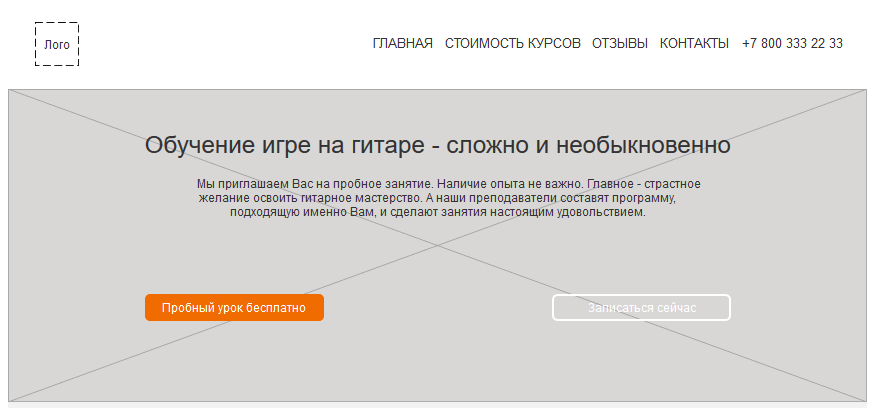 Лого
ГЛАВНАЯ СТОИМОСТЬ КУРСОВ ОТЗЫВЫ КОНТАКТЫ +7 800 333 22 33
Обучение игре на гитаре - сложно и необыкновенно
Мы приглашаем Вас на пробное занятие. Наличие опыта не важно. Главное - страстное
желание освоить гитарное мастерство. А наши преподаватели составят программу,
подходящую именно Вам, и сделают занятия настоящим удовольствием.
Пробный урок бесплатно
Записаться сейчас